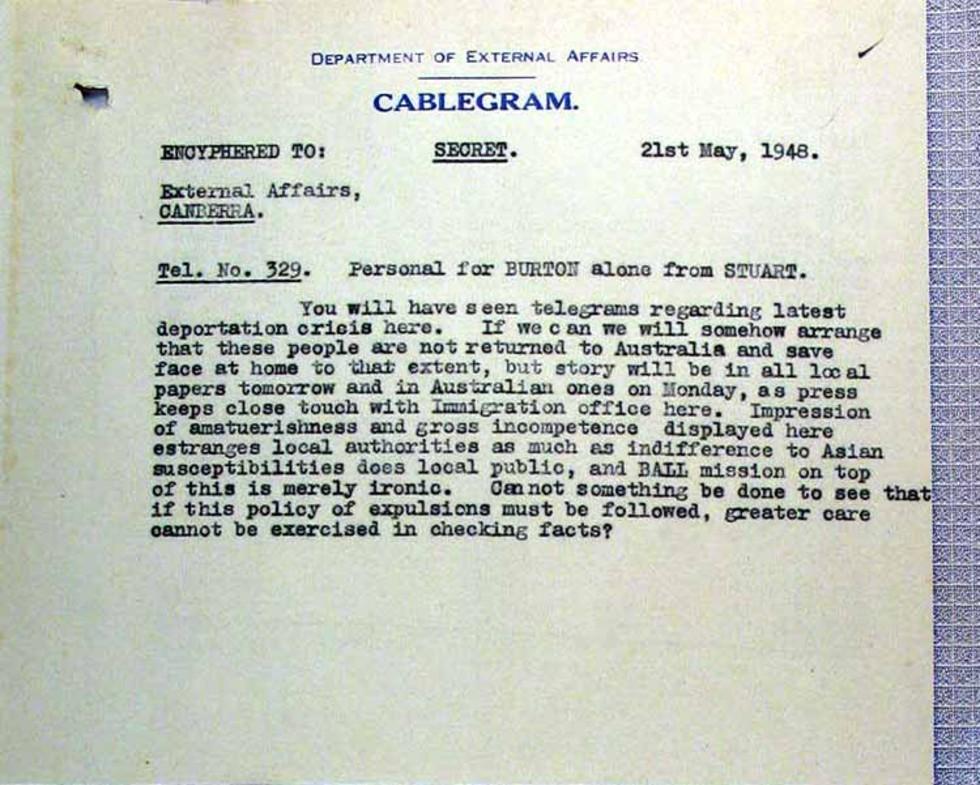 DEPARTMENT OF EXTERNAL AFFAIRS.
CABLEGRAM.
ENCYPHERED TO: SECRET. 21st May, 1948.
External Affairs,
CANBERRA.
Tel. No. 329. Personal for BURTON alone from STUART.
You will have seen telegrams regarding latest
deportation crisis here. If we can we will somehow arrange
that these people are not returned to Australia and save
face at home to that extent, but story will be in all local
papers tomorrow and in Australian ones on Monday, as press
keeps close touch with Immigration office here. Impression
of amatuerishness and gross incompetence displayed here
estranges local authorities as much as indifference to Asian
susceptibilities does local public, and BALL mission on top
of this is merely ironic. Cannot something be done to see that
if this policy of expulsions must be followed, greater care
cannot be exercised in checking facts?